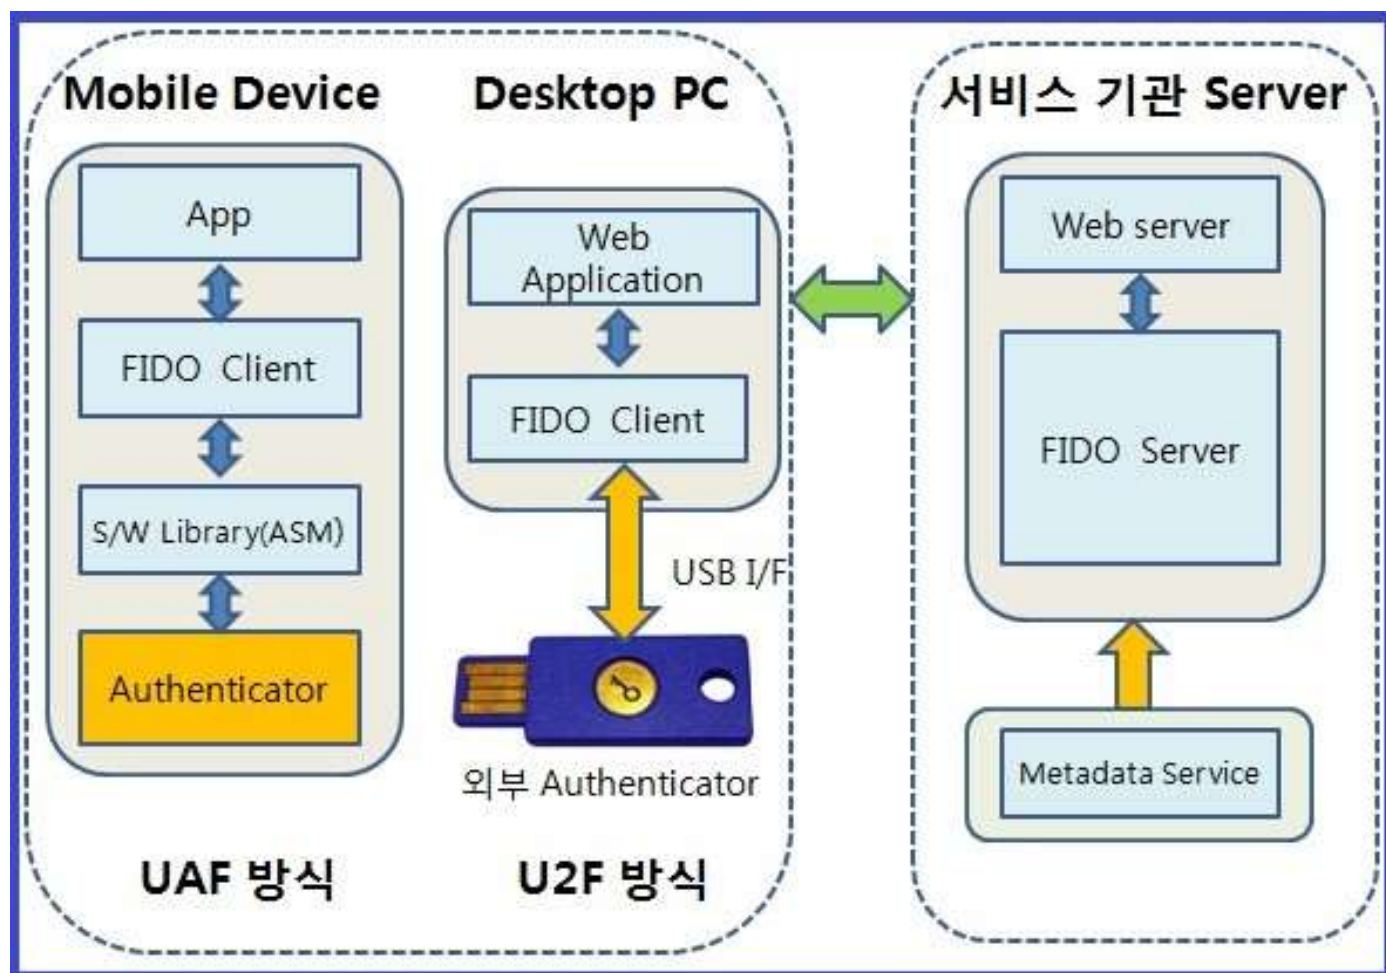 Mobile Device
App
FIDO Client
S/W Library(ASM)
Authenticator
UAF 방식
Desktop PC
Web
Application
FIDO Client
USB I/F
외부 Authenticator
U2F 방식
서비스 기관 Server
Web server
FIDO Server
Metadata Service